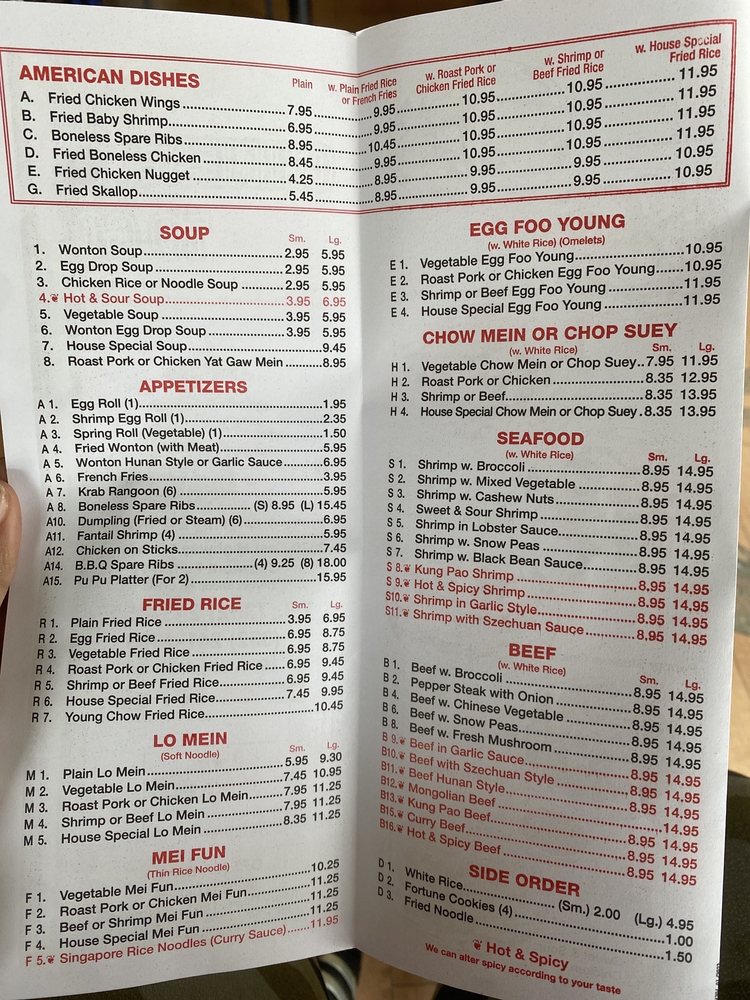 AMERICAN DISHES Plain w. Plain Fried Rice or French Fries w. Roast Pork or Chicken Fried Rice w. Shrimp or Beef Fried Rice w. House Special Fried Rice
A. Fried Chicken Wings 7.95 9.95 10.95 10.95 11.95
B. Fried Baby Shrimp 6.95 9.95 10.95 10.95 11.95
C. Boneless Spare Ribs 8.95 10.45 10.95 10.95 11.95
D. Fried Boneless Chicken 8.45 9.95 10.95 10.95 11.95
E. Fried Chicken Nugget 4.25 8.95 9.95 9.95 10.95
G. Fried Skallop 5.45 8.95 9.95 9.95 10.95
SOUP
Sm. Lg.
1. Wonton Soup 2.95 5.95
2. Egg Drop Soup 2.95 5.95
3. Chicken Rice or Noodle Soup 2.95 5.95
4. Hot & Sour Soup 3.95 6.95
5. Vegetable Soup 3.95 5.95
6. Wonton Egg Drop Soup 3.95 5.95
7. House Special Soup 9.45
8. Roast Pork or Chicken Yat Gaw Mein 8.95
APPETIZERS
A 1. Egg Roll (1) 1.95
A 2. Shrimp Egg Roll (1) 2.35
A 3. Spring Roll (Vegetable) (1) 1.50
A 4. Fried Wonton (with Meat) 5.95
A 5. Wonton Hunan Style or Garlic Sauce 6.95
A 6. French Fries 3.95
A 7. Krab Rangoon (6) 5.95
A 8. Boneless Spare Ribs (S) 8.95 (L) 15.45
A10. Dumpling (Fried or Steam) (6) 6.95
A11. Fantail Shrimp (4) 5.95
A12. Chicken on Sticks 7.45
A14. B.B.Q Spare Ribs (4) 9.25 (8) 18.00
A15. Pu Pu Platter (For 2) 15.95
FRIED RICE
Sm. Lg.
R 1. Plain Fried Rice 3.95 6.95
R 2. Egg Fried Rice 6.95 8.75
R 3. Vegetable Fried Rice 6.95 8.75
R 4. Roast Pork or Chicken Fried Rice 6.95 9.45
R 5. Shrimp or Beef Fried Rice 6.95 9.45
R 6. House Special Fried Rice 7.45 9.95
R 7. Young Chow Fried Rice 10.45
LO MEIN
(Soft Noodle)
Sm. Lg.
M 1. Plain Lo Mein 5.95 9.30
M 2. Vegetable Lo Mein 7.45 10.95
M 3. Roast Pork or Chicken Lo Mein 7.95 11.25
M 4. Shrimp or Beef Lo Mein 7.95 11.25
M 5. House Special Lo Mein 8.35 11.25
MEI FUN
(Thin Rice Noodle)
F 1. Vegetable Mei Fun 10.25
F 2. Roast Pork or Chicken Mei Fun 11.25
F 3. Beef or Shrimp Mei Fun 11.25
F 4. House Special Mei Fun 11.25
F 5. Singapore Rice Noodles (Curry Sauce) 11.95
EGG FOO YOUNG
(w. White Rice) (Omelets)
E 1. Vegetable Egg Foo Young 10.95
E 2. Roast Pork or Chicken Egg Foo Young 10.95
E 3. Shrimp or Beef Egg Foo Young 11.95
E 4. House Special Egg Foo Young 11.95
CHOW MEIN OR CHOP SUEY
(w. White Rice) Sm. Lg.
H 1. Vegetable Chow Mein or Chop Suey 7.95 11.95
H 2. Roast Pork or Chicken 8.35 12.95
H 3. Shrimp or Beef 8.35 13.95
H 4. House Special Chow Mein or Chop Suey 8.35 13.95
SEAFOOD
(w. White Rice) Sm. Lg.
S 1. Shrimp w. Broccoli 8.95 14.95
S 2. Shrimp w. Mixed Vegetable 8.95 14.95
S 3. Shrimp w. Cashew Nuts 8.95 14.95
S 4. Sweet & Sour Shrimp 8.95 14.95
S 5. Shrimp in Lobster Sauce 8.95 14.95
S 6. Shrimp w. Snow Peas 8.95 14.95
S 7. Shrimp w. Black Bean Sauce 8.95 14.95
S 8. Kung Pao Shrimp 8.95 14.95
S 9. Hot & Spicy Shrimp 8.95 14.95
S10. Shrimp in Garlic Style 8.95 14.95
S11. Shrimp with Szechuan Sauce 8.95 14.95
BEEF
(w. White Rice) Sm. Lg.
B 1. Beef w. Broccoli 8.95 14.95
B 2. Pepper Steak with Onion 8.95 14.95
B 4. Beef w. Chinese Vegetable 8.95 14.95
B 6. Beef w. Snow Peas 8.95 14.95
B 8. Beef w. Fresh Mushroom 8.95 14.95
B 9. Beef in Garlic Sauce 8.95 14.95
B10. Beef with Szechuan Style 8.95 14.95
B11. Beef Hunan Style 8.95 14.95
B12. Mongolian Beef 14.95
B13. Kung Pao Beef 8.95 14.95
B15. Curry Beef 8.95 14.95
B16. Hot & Spicy Beef 8.95 14.95
SIDE ORDER
D 1. White Rice (Sm.) 2.00 (Lg.) 4.95
D 2. Fortune Cookies (4) 1.00
D 3. Fried Noodle 1.50
Hot & Spicy
We can alter spicy according to your taste